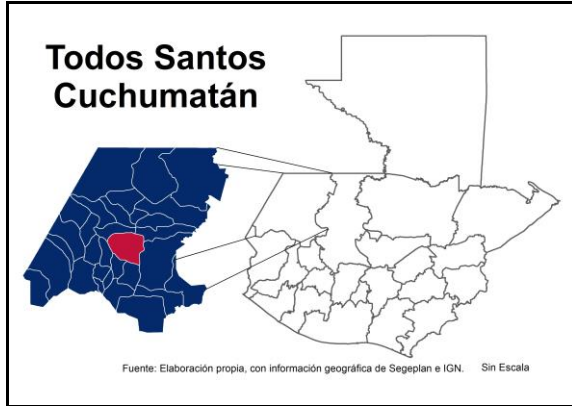 Todos Santos
Cuchumatán
Fuente: Elaboración propia, con información geográfica de Segeplan e IGN. Sin Escala